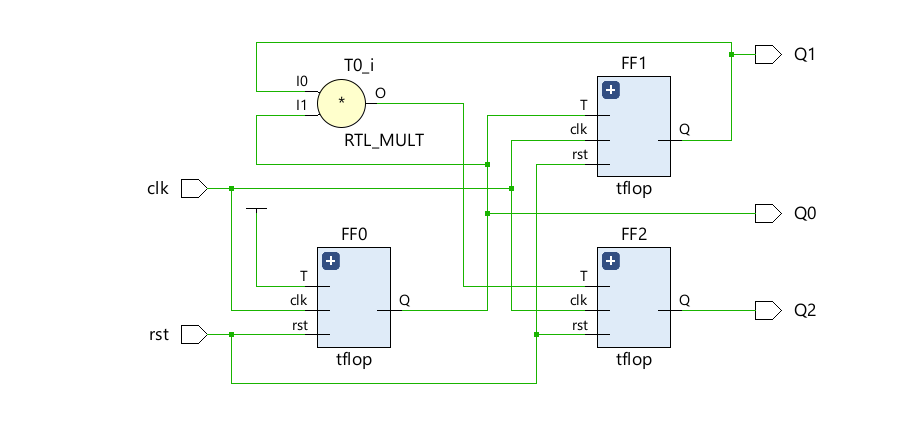 T0_i
I0
I1
*
O
RTL_MULT
FF1
+
T
clk
rst
Q
tflop
Q1
clk
Q0
FF0
+
T
clk
rst
Q
tflop
rst
FF2
+
T
clk
rst
Q
tflop
Q2